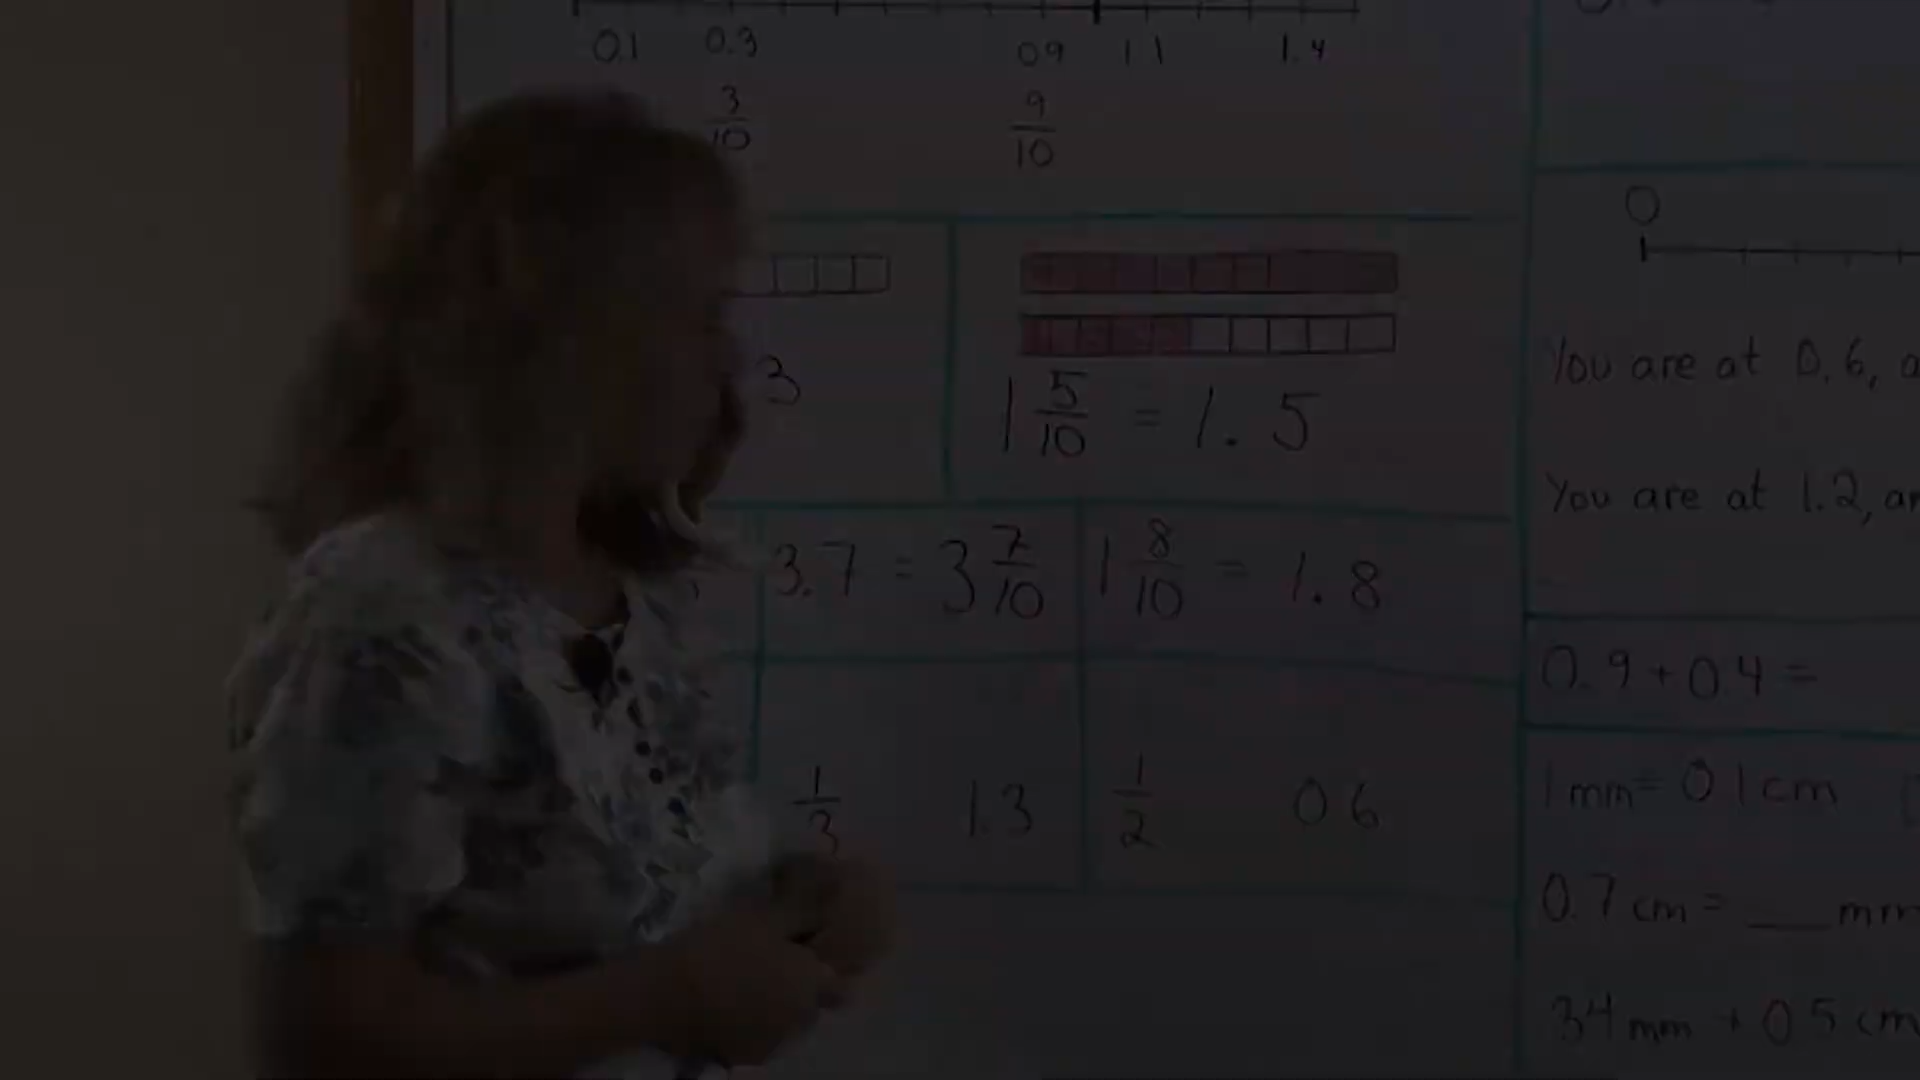 0.1 0.3 0.9 1 1.1 1.4
3/10 9/10
3
1 5/10 = 1.5
3.7 = 3 7/10
1 8/10 = 1.8
1/3 1.3
1/2 0.6
0
You are at 0.6, a
You are at 1.2, an
0.9 + 0.4 =
1 mm = 0.1 cm
0.7 cm = ___ mm
34 mm + 0.5 cm